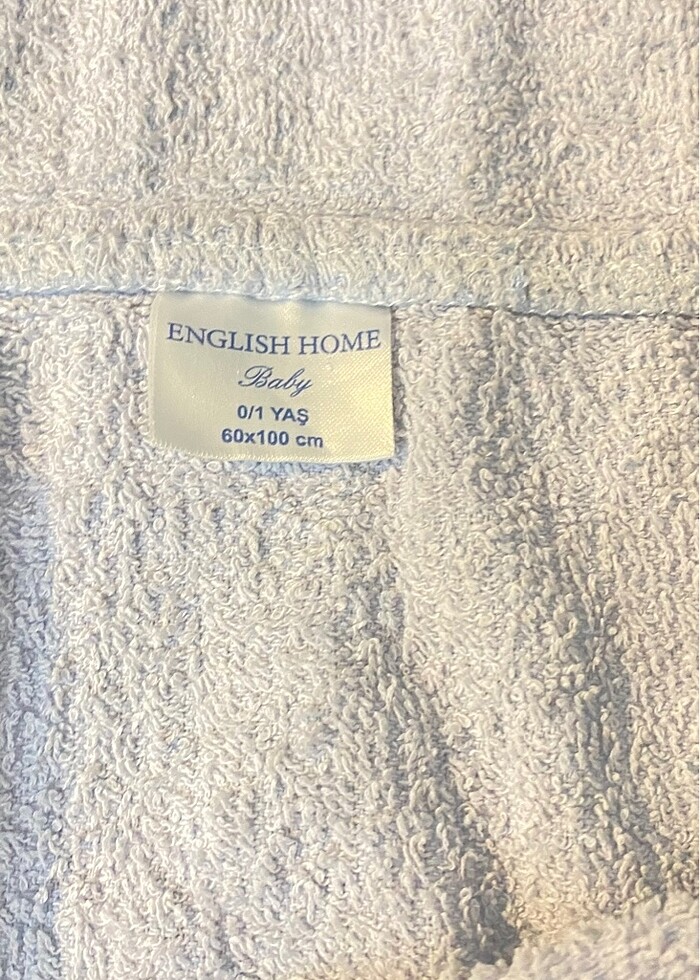 ENGLISH HOME
Baby
0/1 YAŞ
60x100 cm